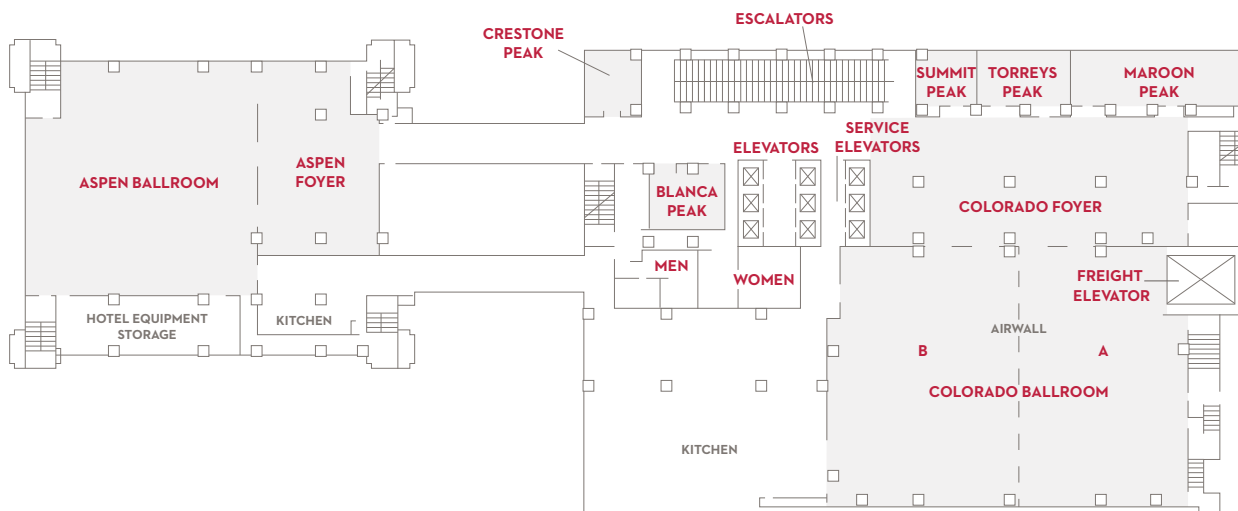 ESCALATORS
CRESTONE
PEAK
SUMMIT
PEAK
TORREYS
PEAK
MAROON
PEAK
SERVICE
ELEVATORS
ELEVATORS
ASPEN BALLROOM
ASPEN
FOYER
BLANCA
PEAK
COLORADO FOYER
MEN
WOMEN
FREIGHT
ELEVATOR
HOTEL EQUIPMENT
STORAGE
KITCHEN
AIRWALL
B
A
COLORADO BALLROOM
KITCHEN